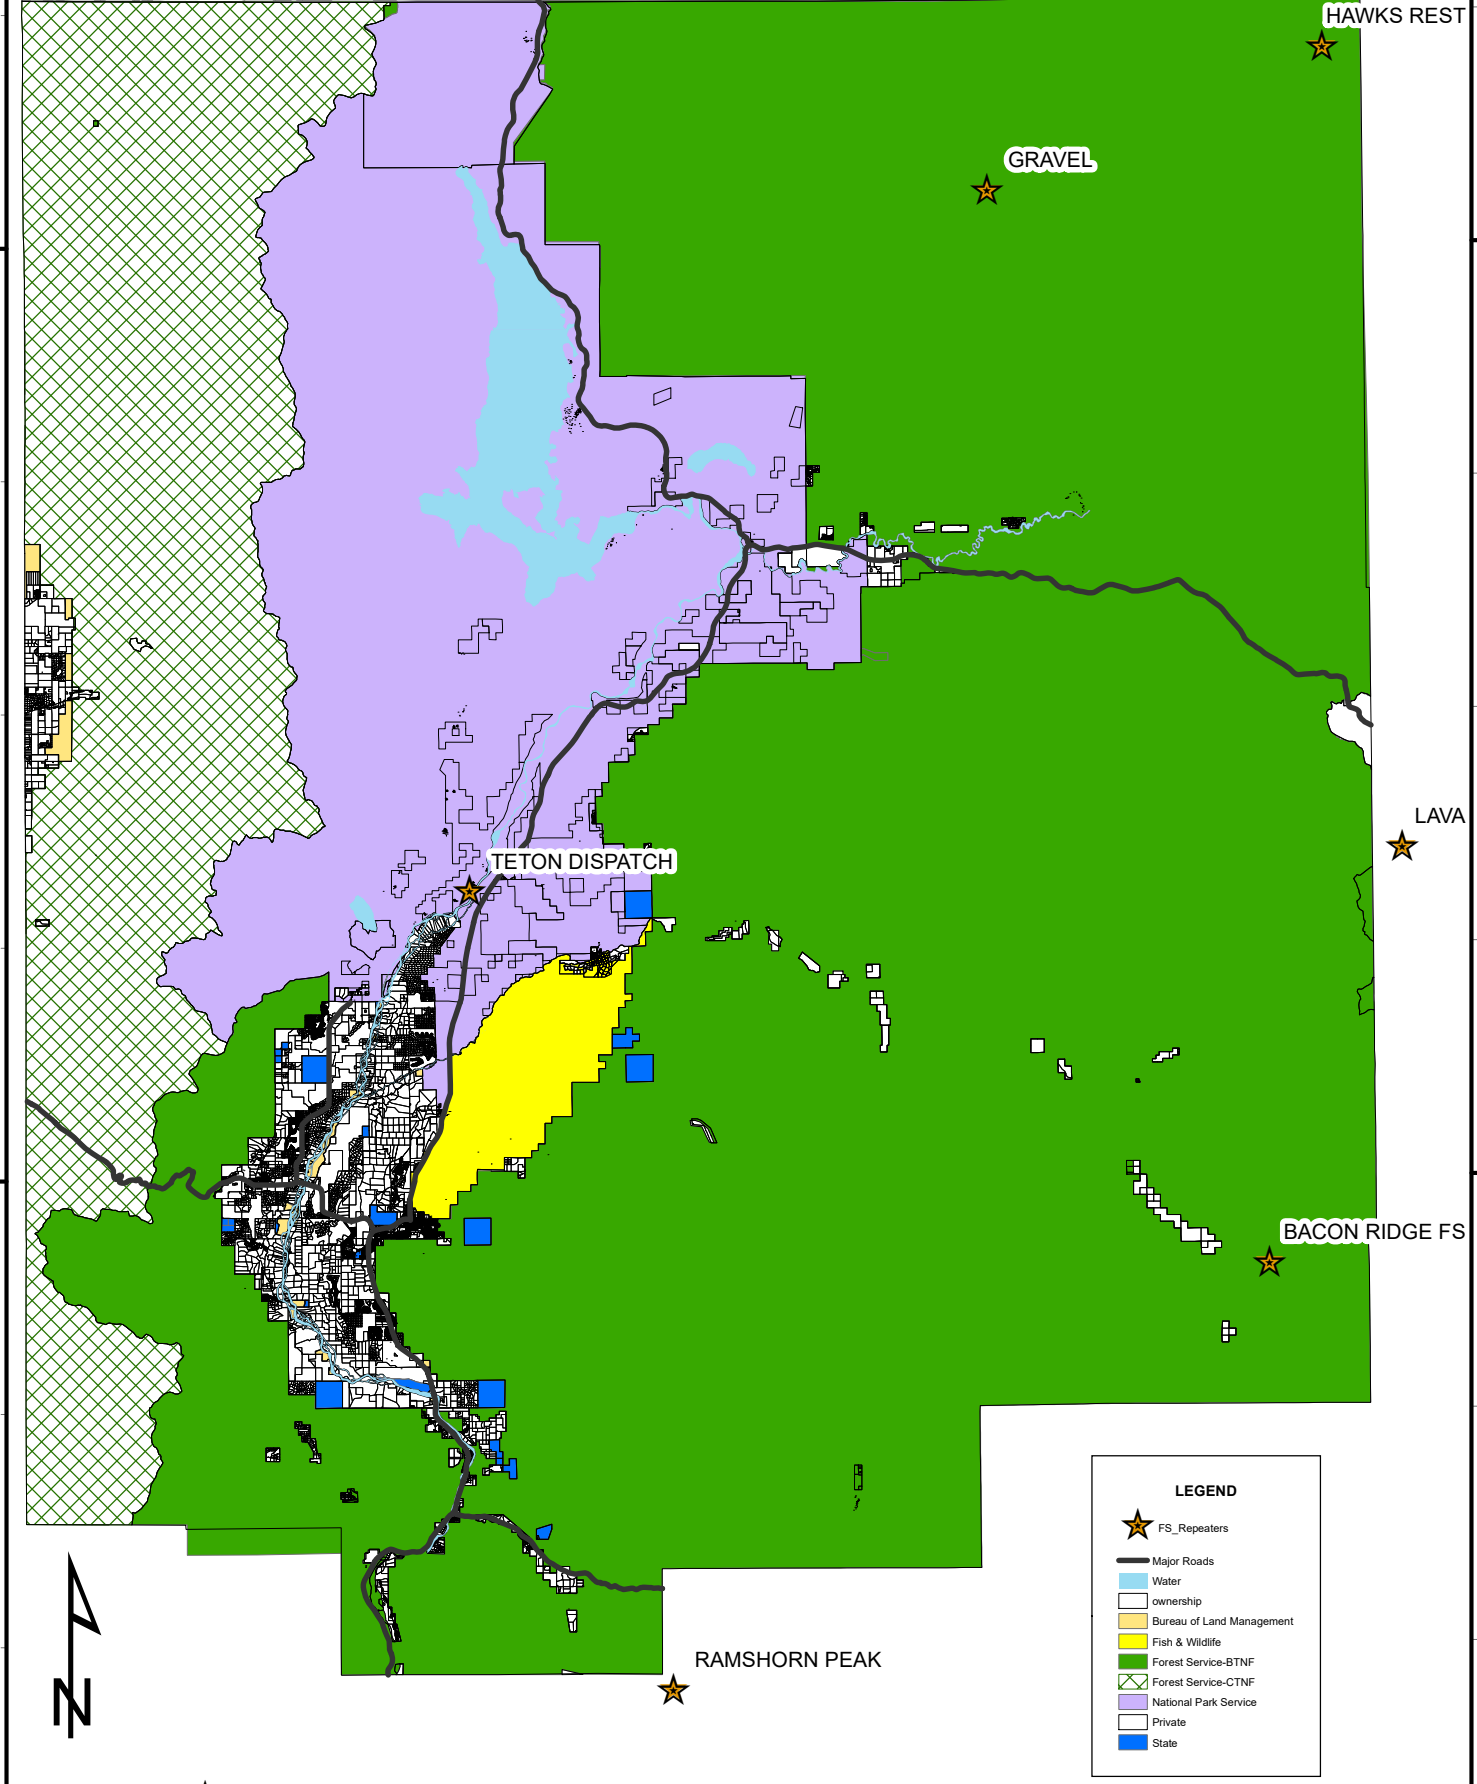 HAWKS REST
GRAVEL
LAVA
TETON DISPATCH
BACON RIDGE FS
RAMSHORN PEAK
N
LEGEND
FS_Repeaters
Major Roads
Water
ownership
Bureau of Land Management
Fish & Wildlife
Forest Service-BTNF
Forest Service-CTNF
National Park Service
Private
State